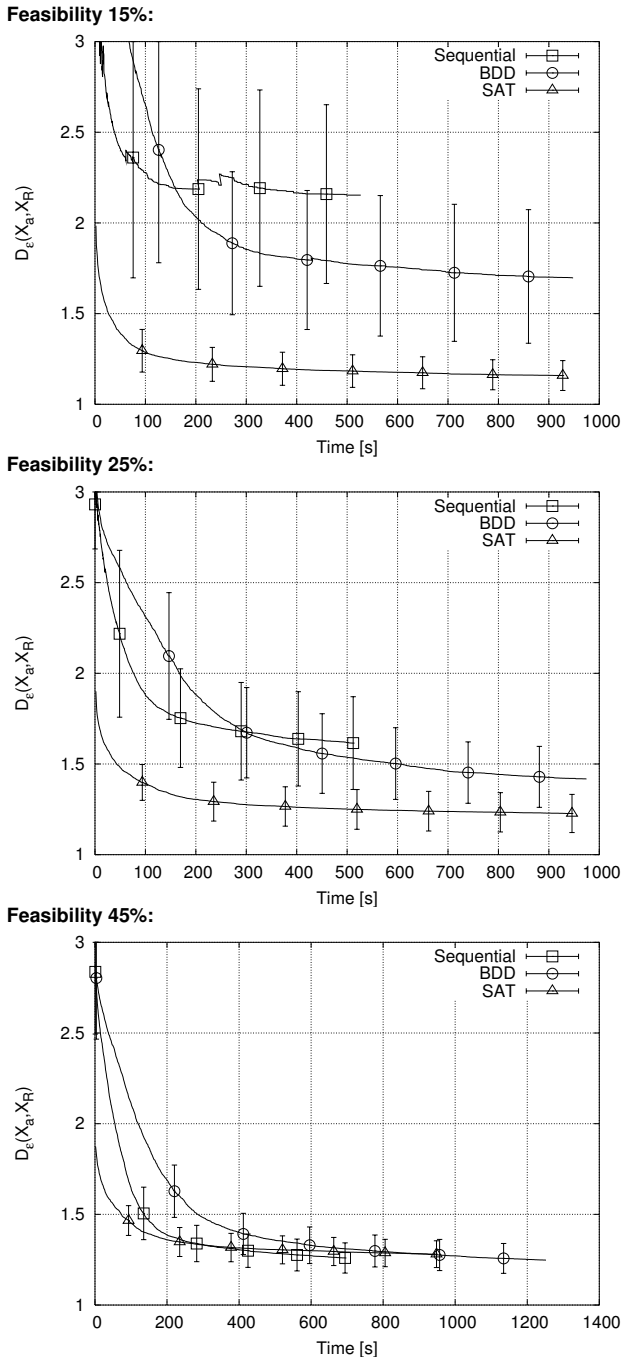 Feasibility 15%:
3
2.5
2
1.5
1
D_ε(X_a,X_R)
Sequential
BDD
SAT
0 100 200 300 400 500 600 700 800 900 1000
Time [s]
Feasibility 25%:
3
2.5
2
1.5
1
D_ε(X_a,X_R)
Sequential
BDD
SAT
0 100 200 300 400 500 600 700 800 900 1000
Time [s]
Feasibility 45%:
3
2.5
2
1.5
1
D_ε(X_a,X_R)
Sequential
BDD
SAT
0 200 400 600 800 1000 1200 1400
Time [s]